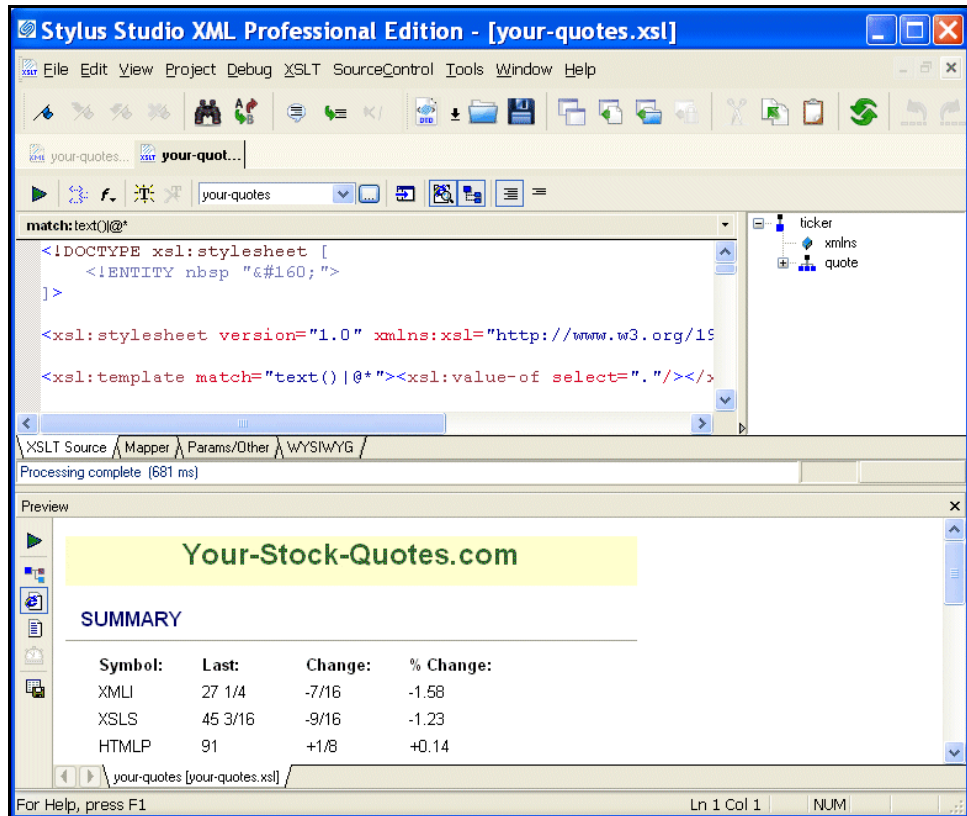 Stylus Studio XML Professional Edition - [your-quotes.xsl]
File Edit View Project Debug XSLT SourceControl Tools Window Help
your-quotes... your-quot...
your-quotes
match: text()|@*
<!DOCTYPE xsl:stylesheet [
<!ENTITY nbsp "&#160;">
]>
<xsl:stylesheet version="1.0" xmlns:xsl="http://www.w3.org/19
<xsl:template match="text()|@*"><xsl:value-of select="."/></x
ticker
xmlns
quote
XSLT Source Mapper Params/Other WYSIWYG
Processing complete (681 ms)
Preview
Your-Stock-Quotes.com
SUMMARY
Symbol: Last: Change: % Change:
XMLI 27 1/4 -7/16 -1.58
XSLS 45 3/16 -9/16 -1.23
HTMLP 91 +1/8 +0.14
your-quotes [your-quotes.xsl]
For Help, press F1 Ln 1 Col 1 NUM